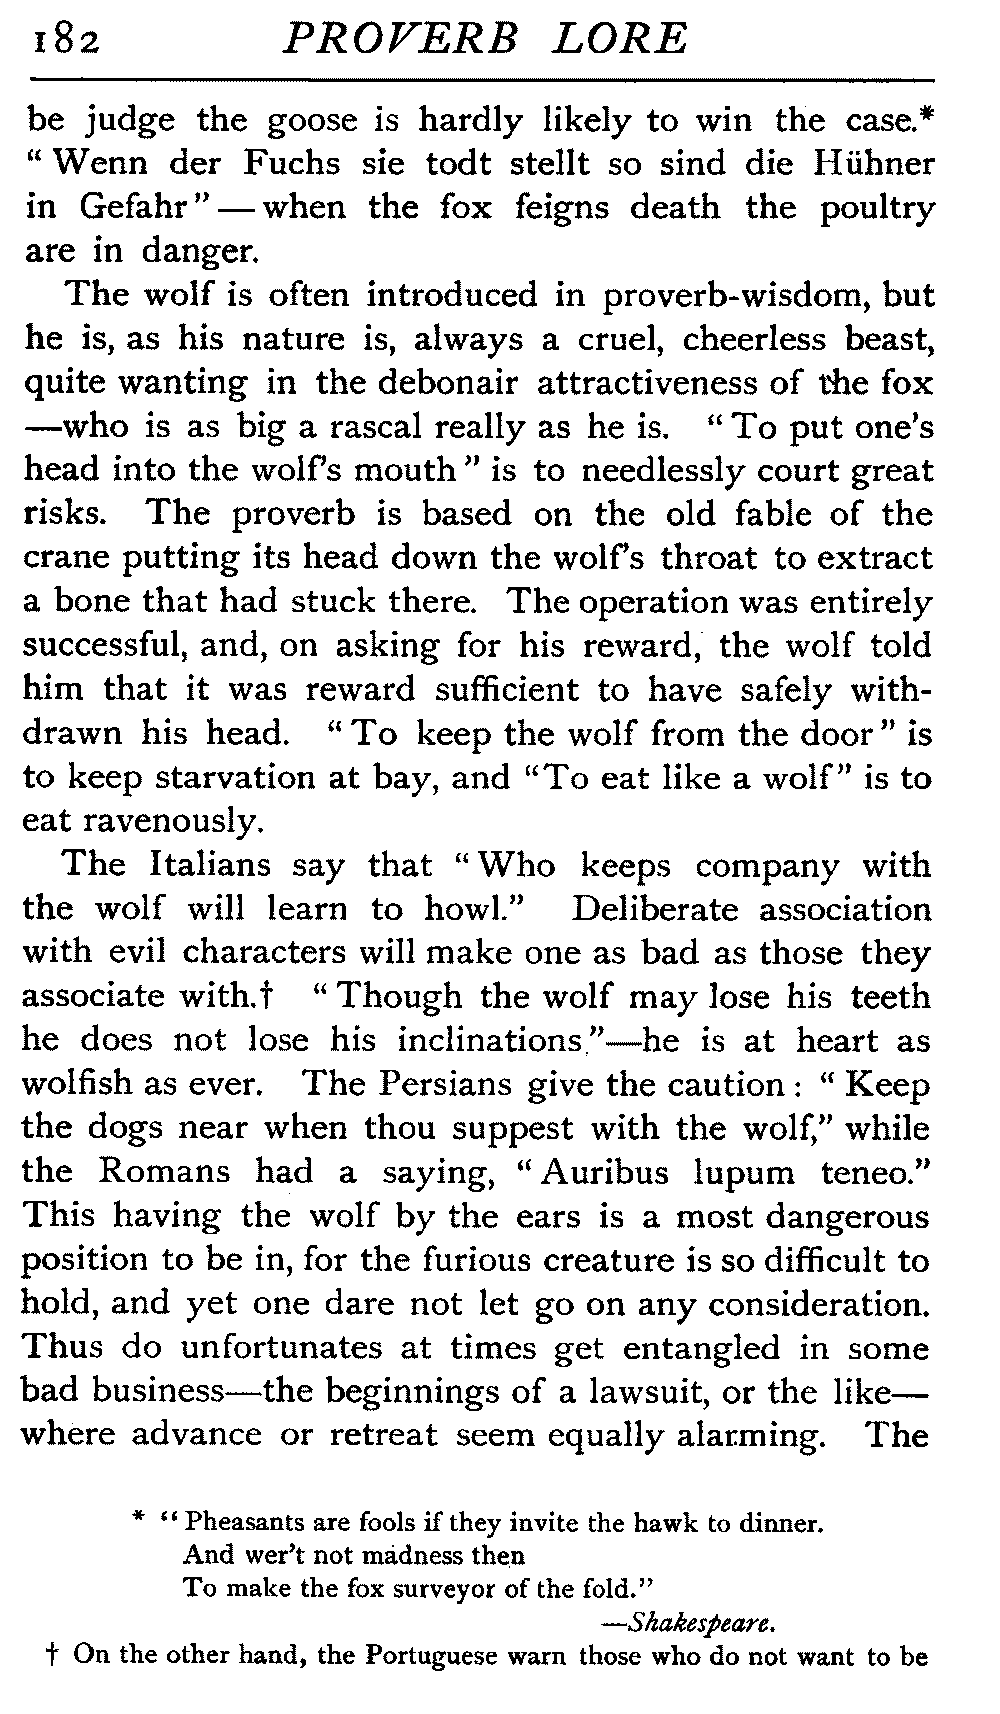 182 PROVERB LORE
be judge the goose is hardly likely to win the case.*
“Wenn der Fuchs sie todt stellt so sind die Hühner
in Gefahr”—when the fox feigns death the poultry
are in danger.
The wolf is often introduced in proverb-wisdom, but
he is, as his nature is, always a cruel, cheerless beast,
quite wanting in the debonair attractiveness of the fox
—who is as big a rascal really as he is. “To put one's
head into the wolf's mouth” is to needlessly court great
risks. The proverb is based on the old fable of the
crane putting its head down the wolf's throat to extract
a bone that had stuck there. The operation was entirely
successful, and, on asking for his reward, the wolf told
him that it was reward sufficient to have safely with-
drawn his head. “To keep the wolf from the door” is
to keep starvation at bay, and “To eat like a wolf” is to
eat ravenously.
The Italians say that “Who keeps company with
the wolf will learn to howl.” Deliberate association
with evil characters will make one as bad as those they
associate with.† “Though the wolf may lose his teeth
he does not lose his inclinations.”—he is at heart as
wolfish as ever. The Persians give the caution: “Keep
the dogs near when thou suppest with the wolf,” while
the Romans had a saying, “Auribus lupum teneo.”
This having the wolf by the ears is a most dangerous
position to be in, for the furious creature is so difficult to
hold, and yet one dare not let go on any consideration.
Thus do unfortunates at times get entangled in some
bad business—the beginnings of a lawsuit, or the like—
where advance or retreat seem equally alarming. The
* “Pheasants are fools if they invite the hawk to dinner.
And wer't not madness then
To make the fox surveyor of the fold.”
—Shakespeare.
† On the other hand, the Portuguese warn those who do not want to be